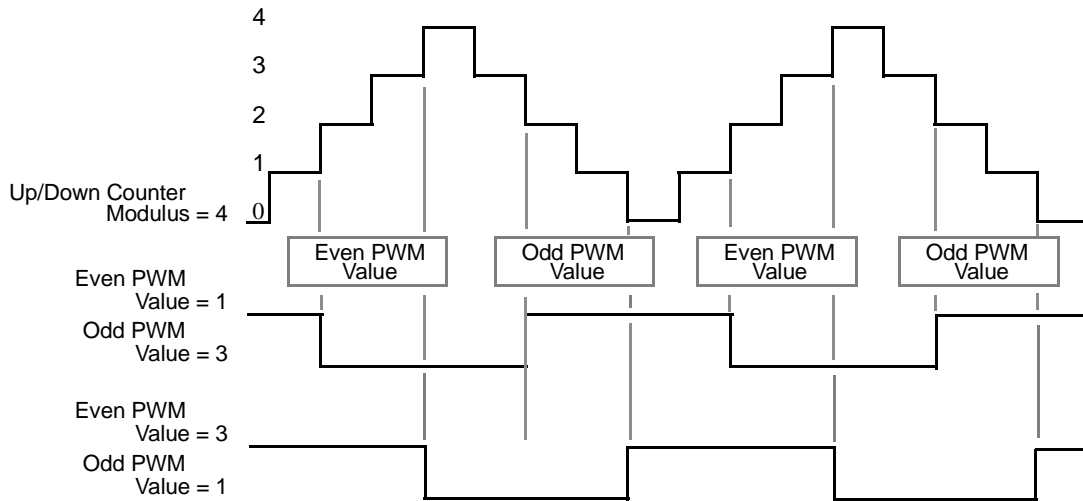 4
3
2
1
Up/Down Counter
Modulus = 4
0
Even PWM
Value
Odd PWM
Value
Even PWM
Value
Odd PWM
Value
Even PWM
Value = 1
Odd PWM
Value = 3
Even PWM
Value = 3
Odd PWM
Value = 1